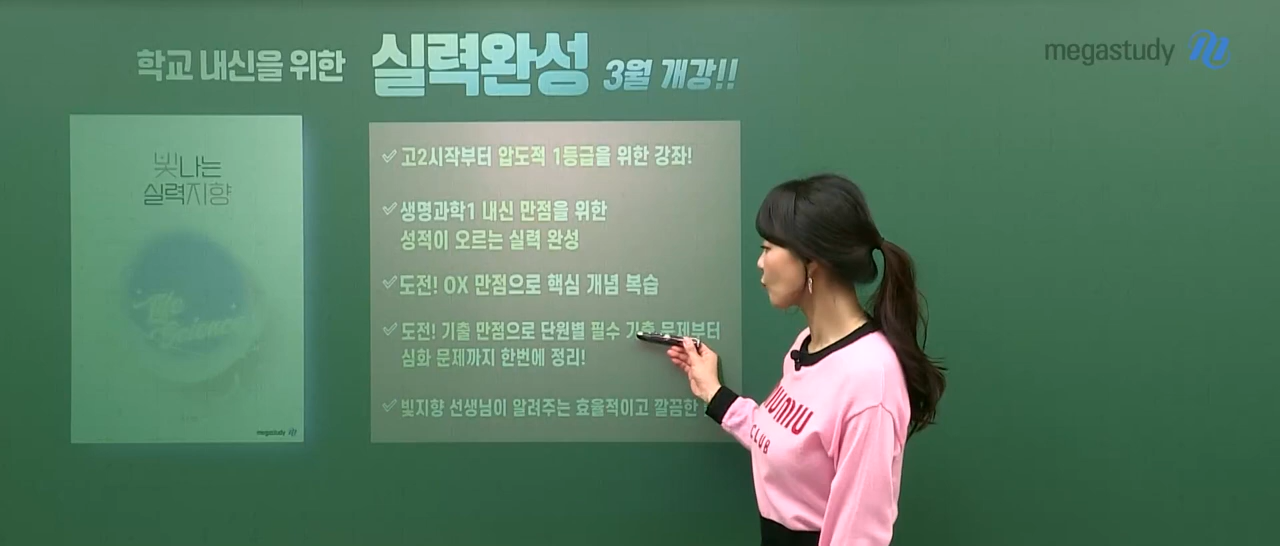 학교 내신을 위한 실력완성 3월 개강!!
megastudy
빛나는
실력지향
The Science
megastudy
✓고2시작부터 압도적 1등급을 위한 강좌!
✓생명과학1 내신 만점을 위한
성적이 오르는 실력 완성
✓도전! OX 만점으로 핵심 개념 복습
✓도전! 기출 만점으로 단원별 필수 기출 문제부터
심화 문제까지 한번에 정리!
✓빛지향 선생님이 알려주는 효율적이고 깔끔한
MIUMIU
CLUB